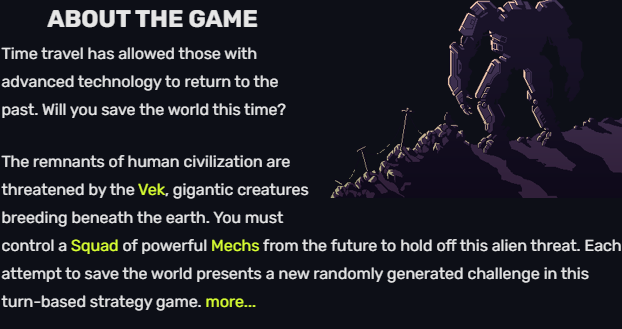 ABOUT THE GAME
Time travel has allowed those with
advanced technology to return to the
past. Will you save the world this time?
The remnants of human civilization are
threatened by the Vek, gigantic creatures
breeding beneath the earth. You must
control a Squad of powerful Mechs from the future to hold off this alien threat. Each
attempt to save the world presents a new randomly generated challenge in this
turn-based strategy game. more...